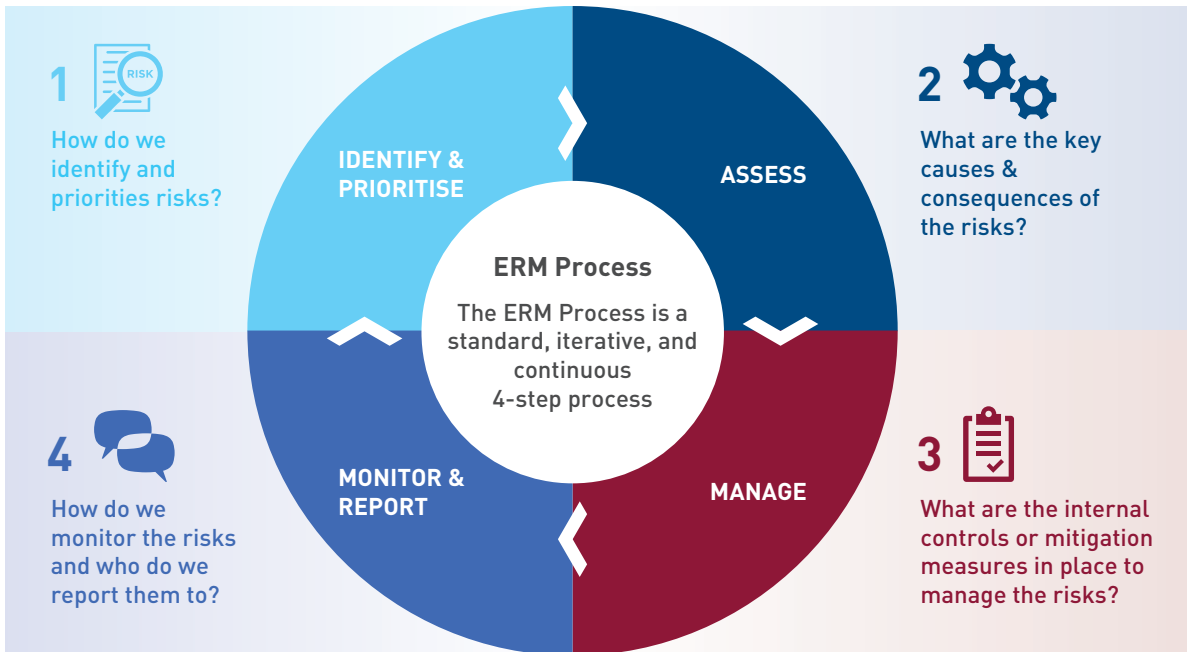 1
RISK
How do we
identify and
priorities risks?
IDENTIFY &
PRIORITISE
ASSESS
2
What are the key
causes &
consequences of
the risks?
ERM Process
The ERM Process is a
standard, iterative, and
continuous
4-step process
4
How do we
monitor the risks
and who do we
report them to?
MONITOR &
REPORT
MANAGE
3
What are the internal
controls or mitigation
measures in place to
manage the risks?